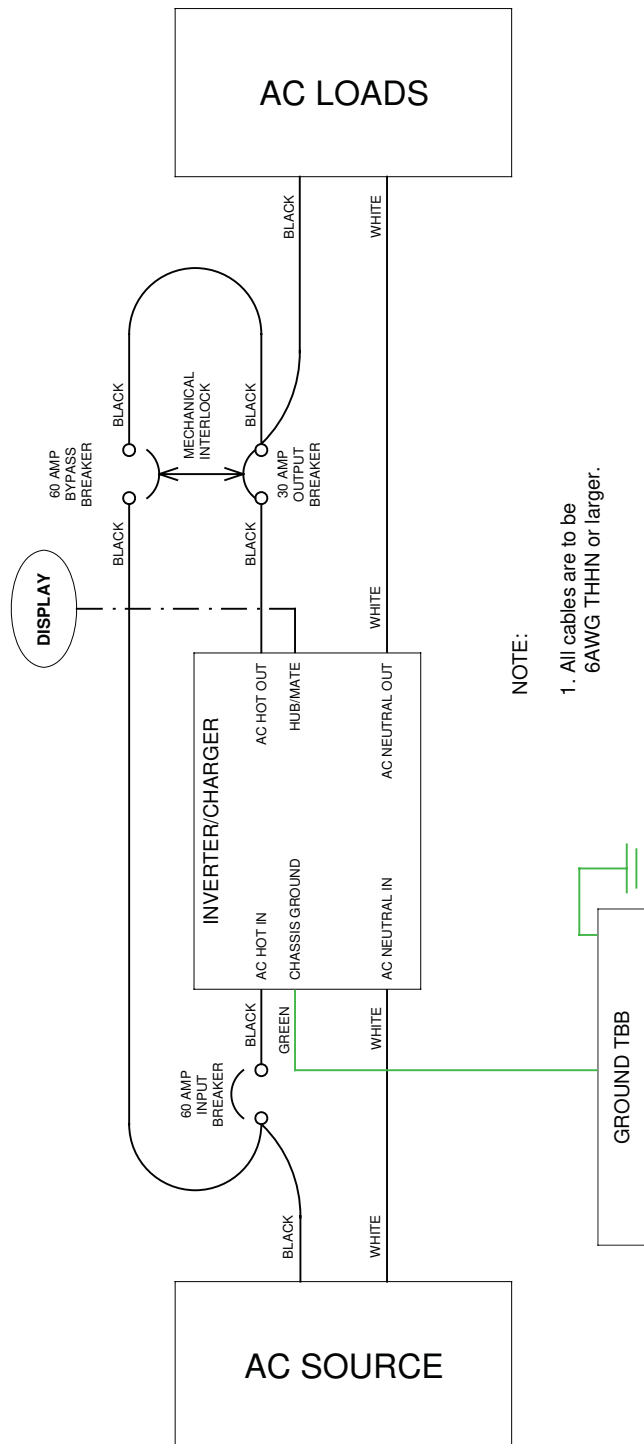 AC LOADS
BLACK
WHITE
60 AMP
BYPASS
BREAKER
BLACK
BLACK
MECHANICAL
INTERLOCK
BLACK
BLACK
30 AMP
OUTPUT
BREAKER
DISPLAY
WHITE
INVERTER/CHARGER
AC HOT OUT
HUB/MATE
AC NEUTRAL OUT
AC HOT IN
CHASSIS GROUND
AC NEUTRAL IN
BLACK
GREEN
WHITE
60 AMP
INPUT
BREAKER
BLACK
WHITE
AC SOURCE
GROUND TBB
NOTE:
1. All cables are to be
6AWG THHN or larger.